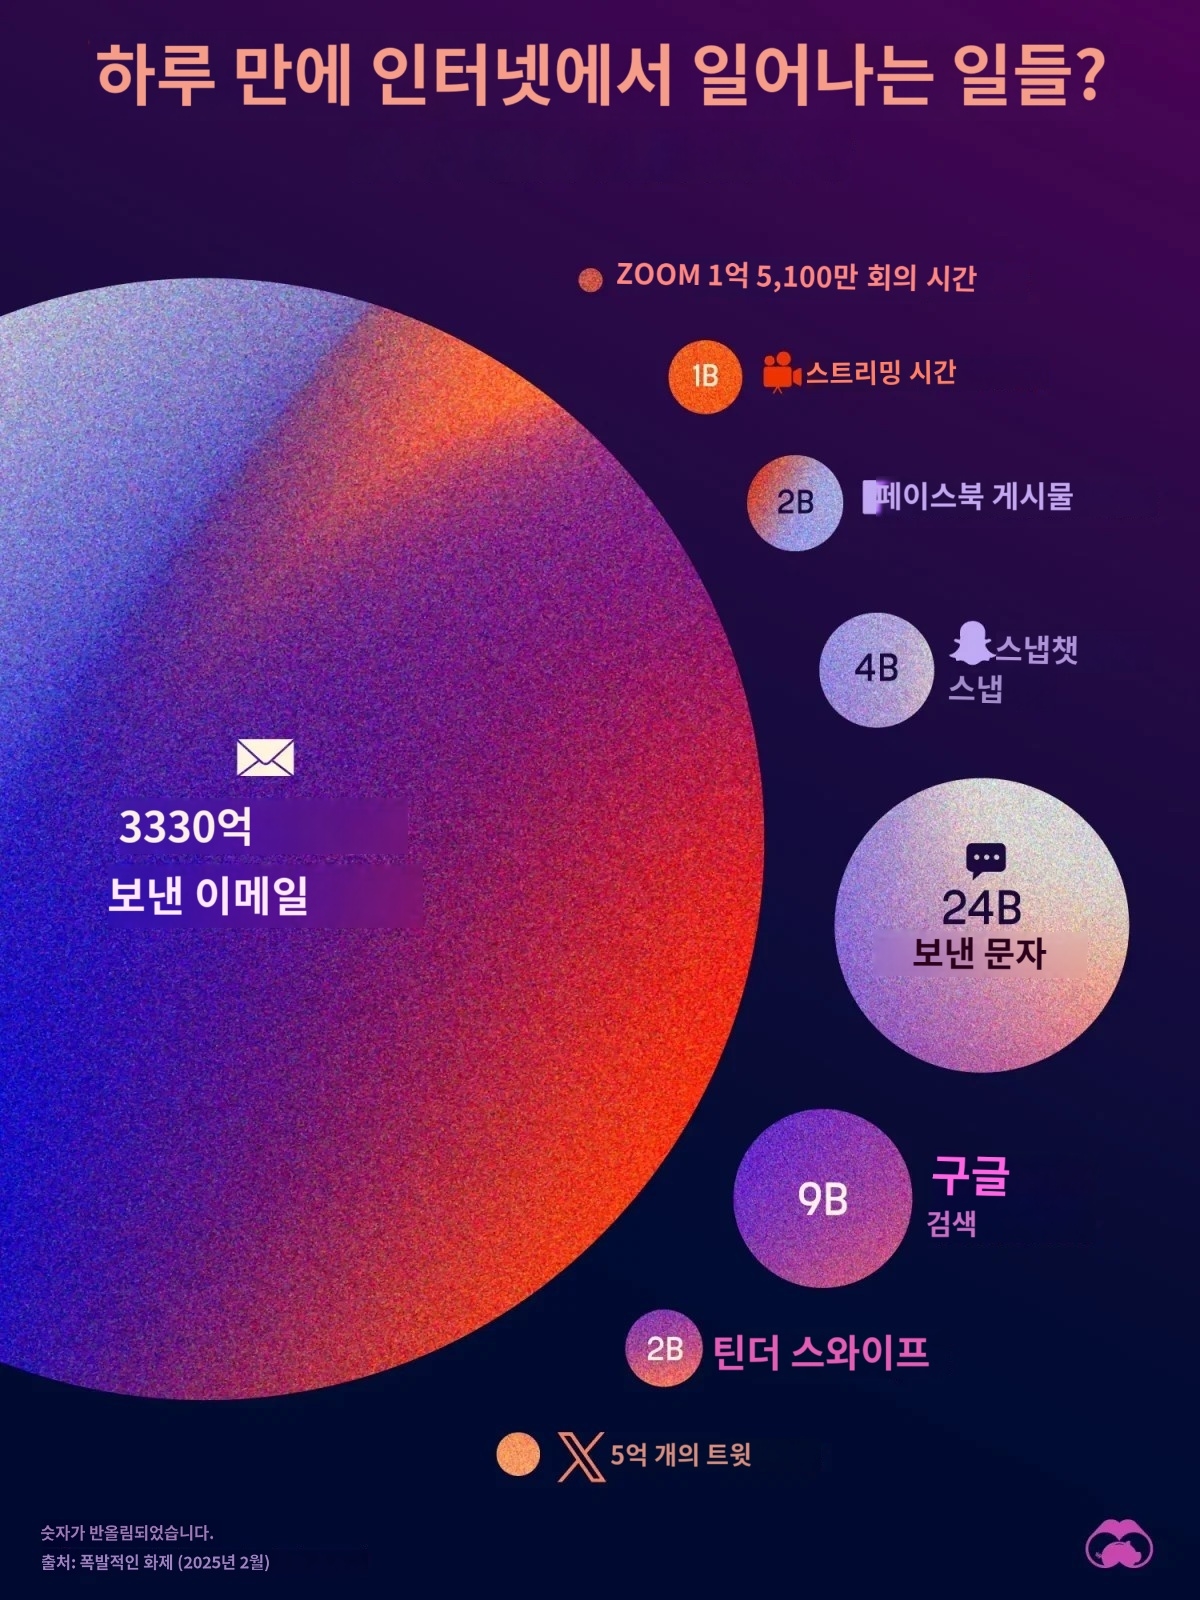 하루 만에 인터넷에서 일어나는 일들?
ZOOM 1억 5,100만 회의 시간
1B 스트리밍 시간
2B 페이스북 게시물
4B 스냅챗
스냅
3330억
보낸 이메일
24B
보낸 문자
9B 구글
검색
2B 틴더 스와이프
X 5억 개의 트윗
숫자가 반올림되었습니다.
출처: 폭발적인 화제 (2025년 2월)